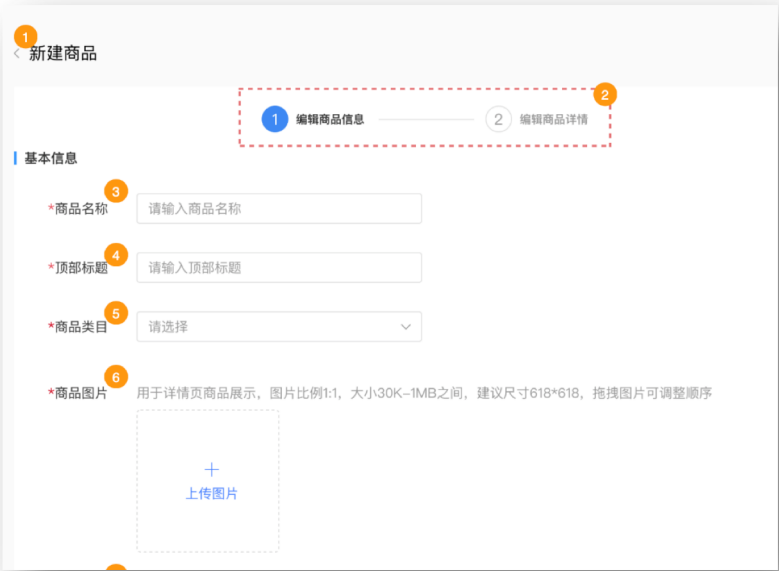 1
< 新建商品
2
1 编辑商品信息 2 编辑商品详情
基本信息
3
*商品名称 请输入商品名称
4
*顶部标题 请输入顶部标题
5
*商品类目 请选择
6
*商品图片 用于详情页商品展示，图片比例1:1，大小30K-1MB之间，建议尺寸618*618，拖拽图片可调整顺序
+
上传图片